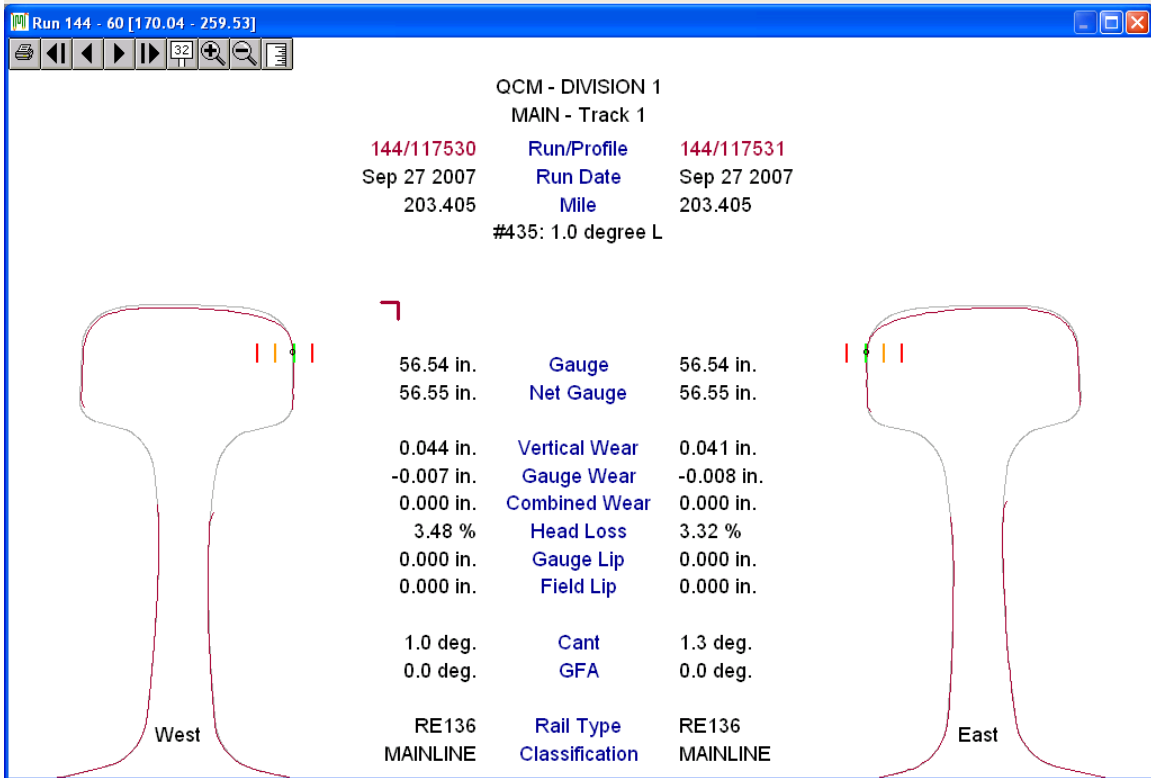 Run 144 - 60 [170.04 - 259.53]
32
QCM - DIVISION 1
MAIN - Track 1
144/117530 Run/Profile 144/117531
Sep 27 2007 Run Date Sep 27 2007
203.405 Mile 203.405
#435: 1.0 degree L
56.54 in. Gauge 56.54 in.
56.55 in. Net Gauge 56.55 in.
0.044 in. Vertical Wear 0.041 in.
-0.007 in. Gauge Wear -0.008 in.
0.000 in. Combined Wear 0.000 in.
3.48 % Head Loss 3.32 %
0.000 in. Gauge Lip 0.000 in.
0.000 in. Field Lip 0.000 in.
1.0 deg. Cant 1.3 deg.
0.0 deg. GFA 0.0 deg.
RE136 Rail Type RE136
West East
MAINLINE Classification MAINLINE